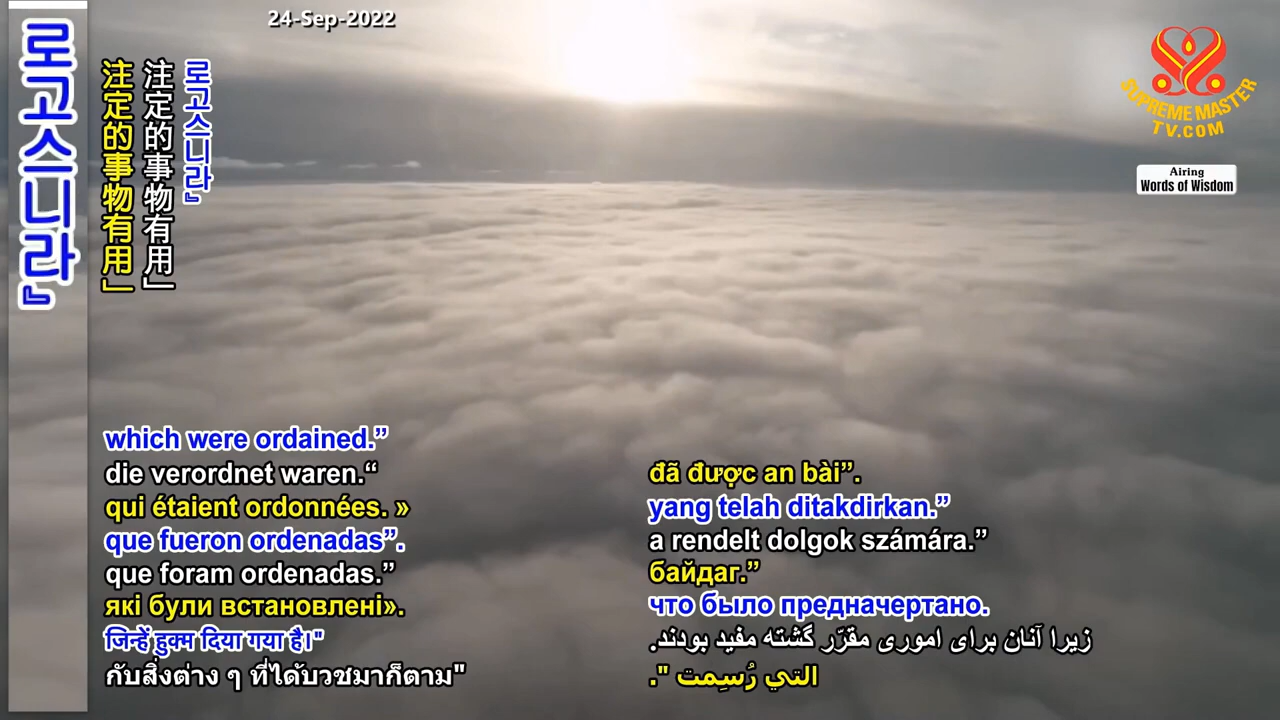 24-Sep-2022
로고스니라』
注定的事物有用」
注定的事物有用」
로고스니라』
SUPREME MASTER
TV.COM
Airing
Words of Wisdom
which were ordained.”
die verordnet waren.“
qui étaient ordonnées. »
que fueron ordenadas”.
que foram ordenadas.”
які були встановлені».
जिन्हें हुक्म दिया गया है।"
กับสิ่งต่าง ๆ ที่ได้บวชมาก็ตาม"
đã được an bài”.
yang telah ditakdirkan.”
a rendelt dolgok számára.”
байдаг.”
что было предначертано.
زیرا آنان برای اموری مقرّر گشته مفید بودند.
التي رُسِمت ".